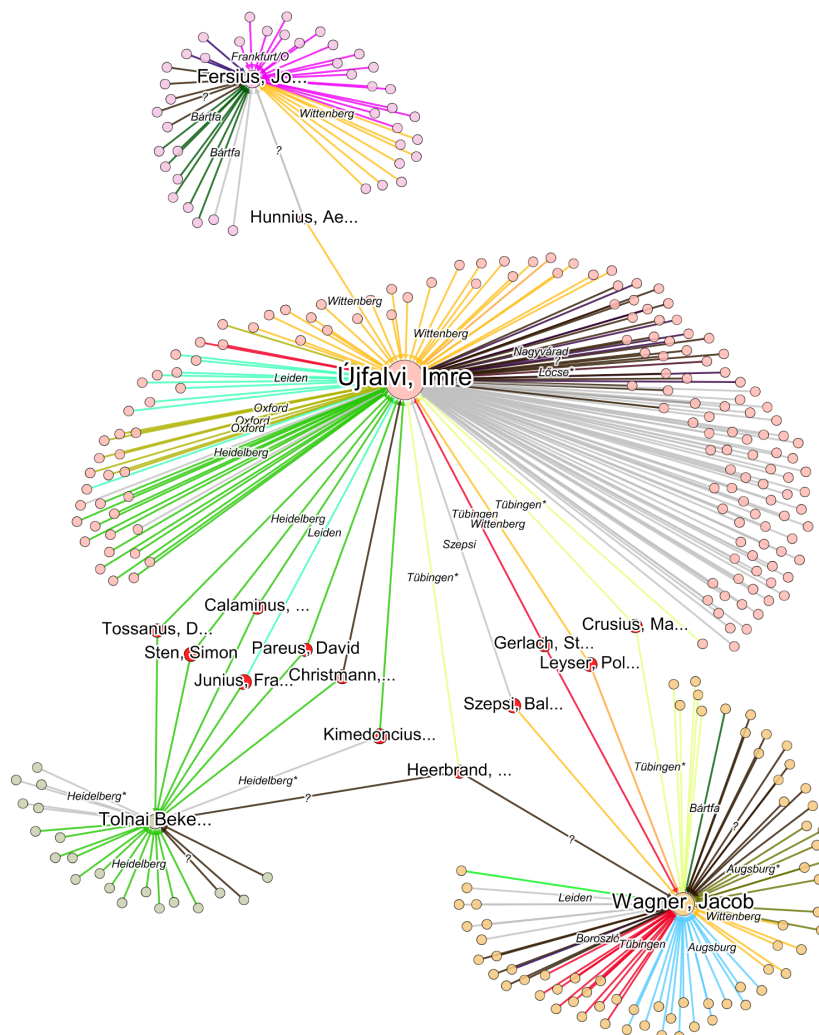 Frankfurt/O
Fersius, Jo...
?
Wittenberg
Bártfa
Bártfa
?
Hunnius, Ae...
Wittenberg
Wittenberg
Nagyvárad
?
Lőcse*
Újfalvi, Imre
Leiden
Oxford
Oxford
Oxford
Heidelberg
Tübingen*
Heidelberg
Tübingen
Wittenberg
Leiden
Szepsi
Tübingen*
Calaminus, ...
Tossanus, D...
Crusius, Ma...
Sten, Simon
Pareus, David
Gerlach, St...
Leyser, Pol...
Junius, Fra...
Christmann,...
Szepsi, Bal...
Kimedoncius...
Heerbrand, ...
Tübingen*
Heidelberg*
Heidelberg*
?
Bártfa
Tolnai Beke...
?
?
Heidelberg
?
Augsburg*
Leiden
Wagner, Jacob
Wittenberg
Boroszló
Tübingen
Augsburg